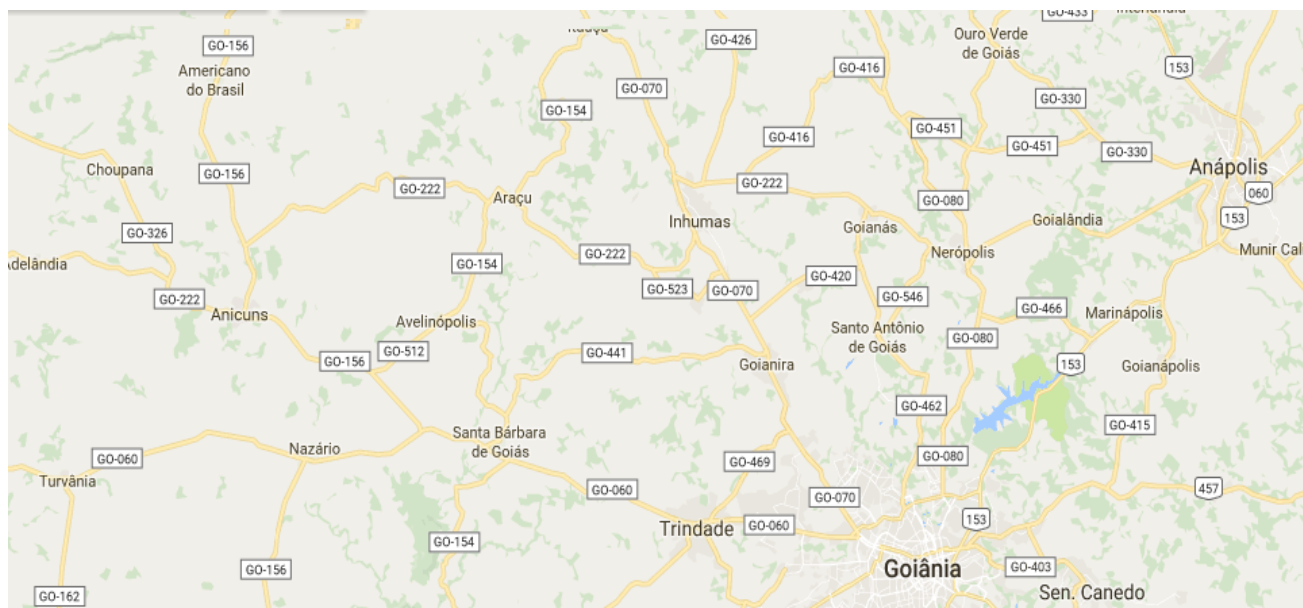 GO-433
GO-156
GO-426
Ouro Verde
de Goiás
Americano
do Brasil
GO-416
153
GO-070
GO-330
GO-154
GO-451
GO-416
GO-451
GO-330
Choupana
GO-156
Anápolis
GO-222
GO-222
060
Araçu
GO-080
153
Inhumas
Goianás
Goialândia
GO-326
Nerópolis
Munir Cal
GO-222
Adelândia
GO-154
GO-420
GO-523
GO-070
GO-222
GO-546
GO-466
Anicuns
Avelinópolis
Marinápolis
Santo Antônio
de Goiás
GO-080
GO-512
GO-441
GO-156
Goianira
153
Goianápolis
GO-462
GO-415
Santa Bárbara
de Goiás
Nazário
GO-060
GO-080
GO-469
Turvânia
GO-060
457
GO-070
153
Trindade
GO-060
GO-154
GO-156
Goiânia
GO-403
GO-162
Sen. Canedo